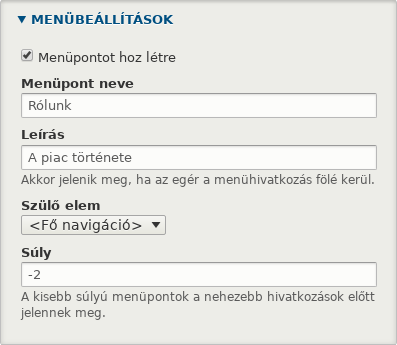 MENÜBEÁLLÍTÁSOK
Menüpontot hoz létre
Menüpont neve
Rólunk
Leírás
A piac története
Akkor jelenik meg, ha az egér a menühivatkozás fölé kerül.
Szülő elem
<Fő navigáció>
Súly
-2
A kisebb súlyú menüpontok a nehezebb hivatkozások előtt
jelennek meg.